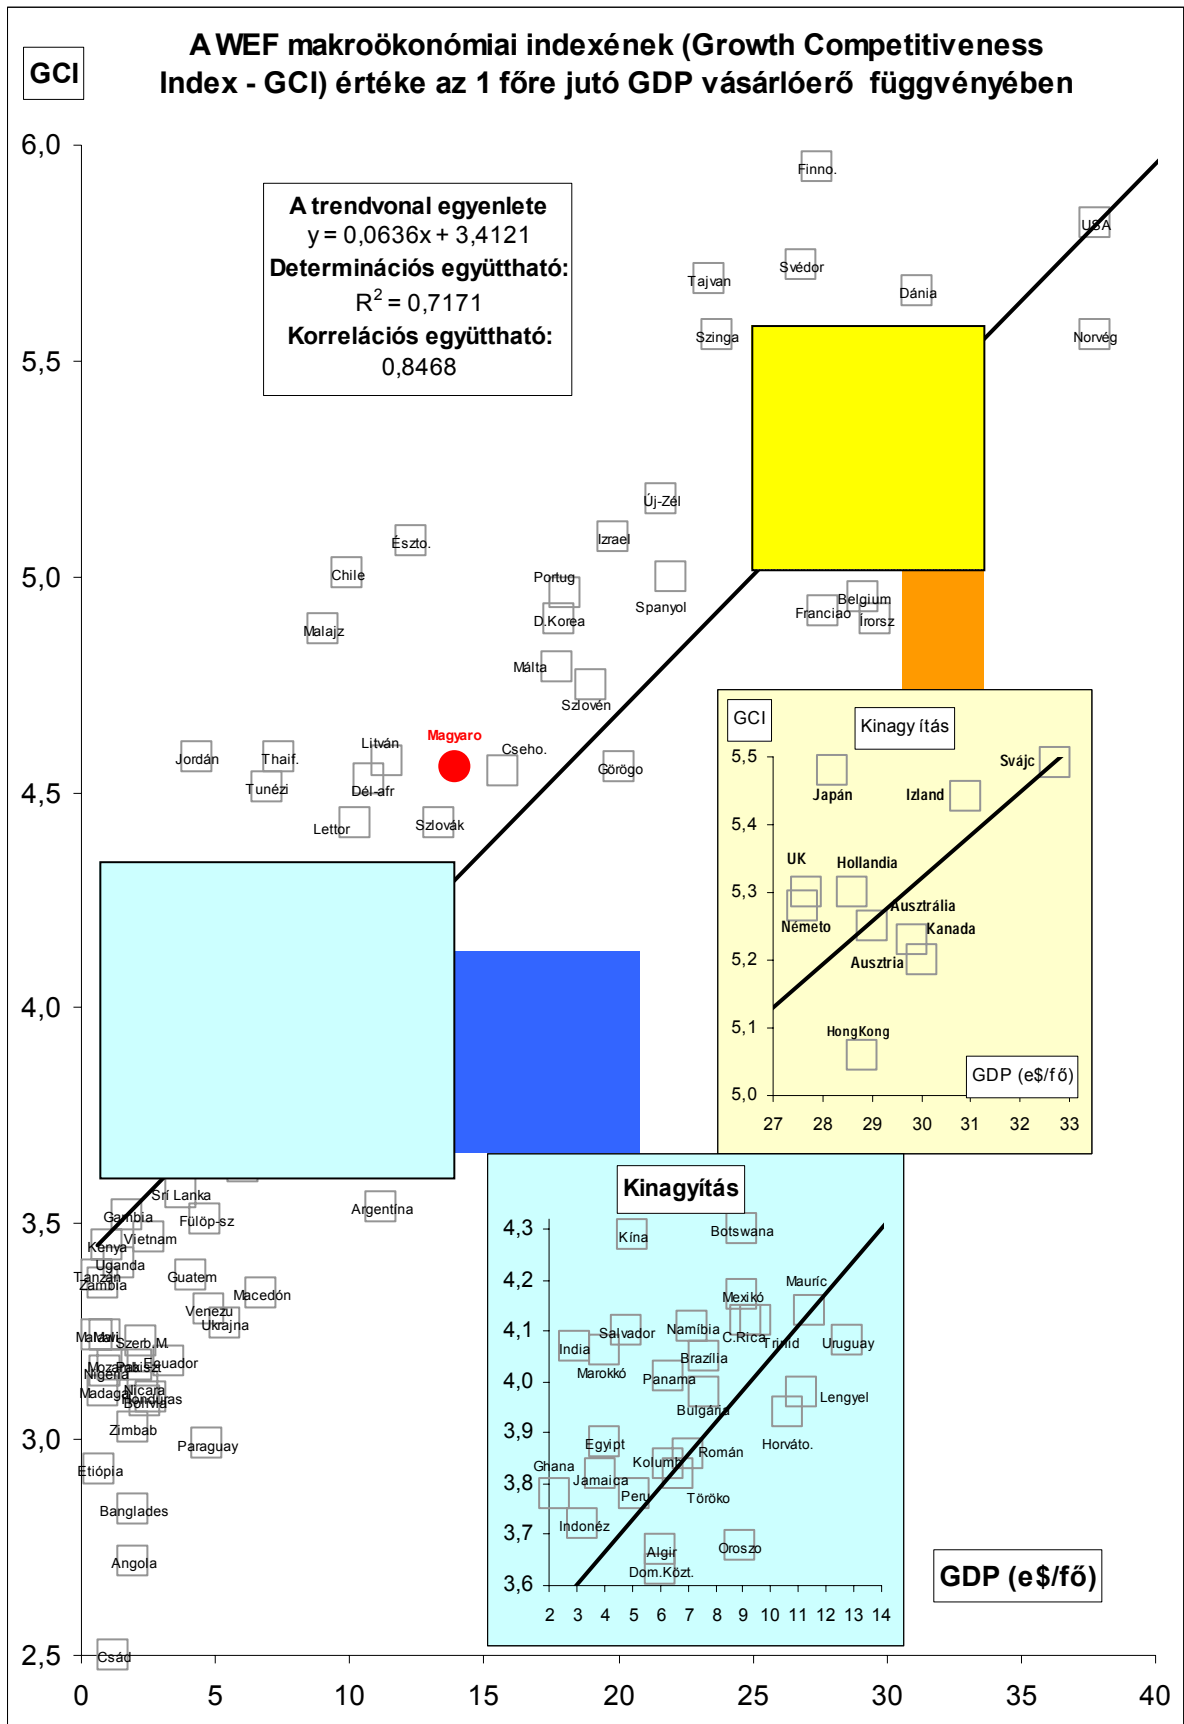 A WEF makroökonómiai indexének (Growth Competitiveness
Index - GCI) értéke az 1 főre jutó GDP vásárlóerő függvényében
GCI
6,0
5,5
5,0
4,5
4,0
3,5
3,0
2,5
A trendvonal egyenlete
y = 0,0636x + 3,4121
Determinációs együttható:
R² = 0,7171
Korrelációs együttható:
0,8468
Finno.
USA
Svédor
Tajvan
Dánia
Szinga
Norvég
Új-Zél
Izrael
Észto.
Chile
Portug
Spanyol
Belgium
Franciao
Írorsz
D.Korea
Malajz
Málta
Szlovén
Magyaro
Litván
Cseho.
Jordán
Thaif.
Görögo
Tunézi
Dél-afr
Lettor
Szlovák
GCI
Kinagyítás
5,5
5,4
5,3
5,2
5,1
5,0
Svájc
Japán
Izland
UK
Hollandia
Ausztrália
Németo
Kanada
Ausztria
HongKong
GDP (e$/fő)
27 28 29 30 31 32 33
Srí Lanka
Argentína
Gambia
Fülöp-sz
Vietnam
Kenya
Uganda
Tanzán
Zambia
Guatem
Macedón
Venezu
Ukrajna
Malawi
Mali
Szerb.M.
Mozamb
Pakiszt
Ecuador
Nigéria
Madaga
Nicara
Honduras
Bolívia
Zimbab
Paraguay
Etiópia
Banglades
Angola
Csád
Kinagyítás
4,3
4,2
4,1
4,0
3,9
3,8
3,7
3,6
Kína
Botswana
Mauríc
Mexikó
Salvador
Namíbia
C.Rica
Trinid
Uruguay
India
Marokkó
Brazília
Panama
Lengyel
Bulgária
Horváto.
Egyipt
Román
Ghana
Kolumb
Jamaica
Peru
Töröko
Indonéz
Algír
Oroszo
Dom.Közt.
2 3 4 5 6 7 8 9 10 11 12 13 14
GDP (e$/fő)
0 5 10 15 20 25 30 35 40